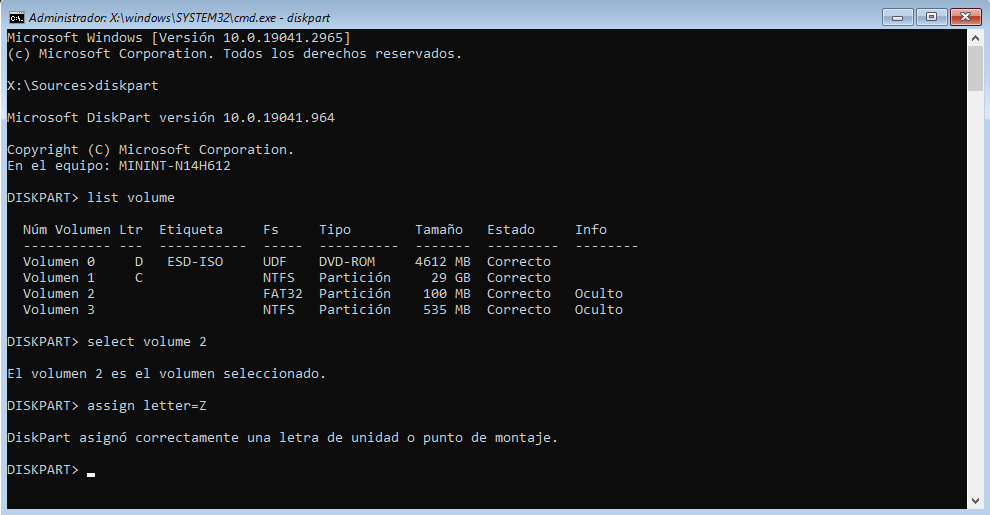 Administrador: X:\windows\SYSTEM32\cmd.exe - diskpart
Microsoft Windows [Versión 10.0.19041.2965]
(c) Microsoft Corporation. Todos los derechos reservados.
X:\Sources>diskpart
Microsoft DiskPart versión 10.0.19041.964
Copyright (C) Microsoft Corporation.
En el equipo: MININT-N14H612
DISKPART> list volume
Núm Volumen Ltr  Etiqueta     Fs     Tipo        Tamaño   Estado     Info
----------- ---  -----------  -----  ----------  -------  ---------  --------
Volumen 0     D   ESD-ISO     UDF    DVD-ROM     4612 MB  Correcto
Volumen 1     C               NTFS   Partición     29 GB  Correcto
Volumen 2                     FAT32  Partición    100 MB  Correcto   Oculto
Volumen 3                     NTFS   Partición    535 MB  Correcto   Oculto
DISKPART> select volume 2
El volumen 2 es el volumen seleccionado.
DISKPART> assign letter=Z
DiskPart asignó correctamente una letra de unidad o punto de montaje.
DISKPART>